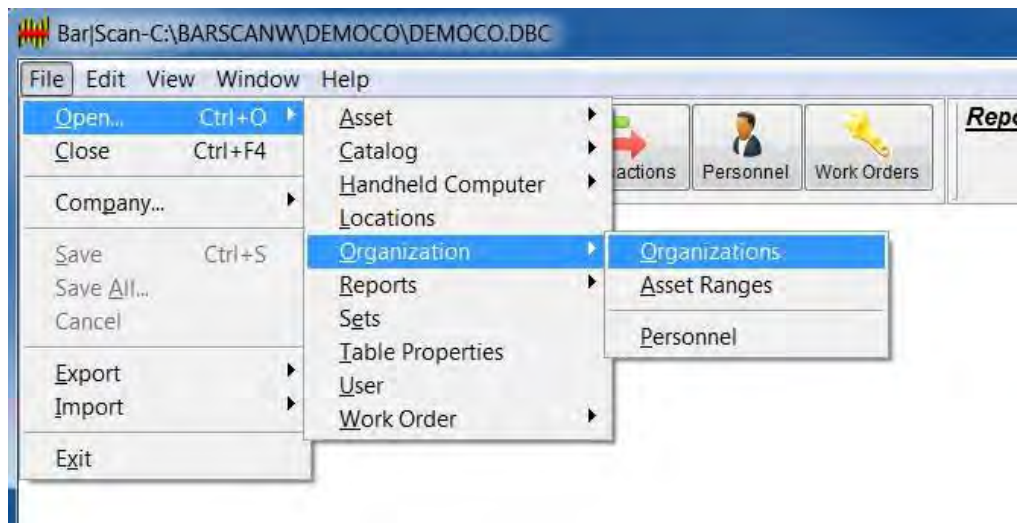 Bar|Scan-C:\BARSCANW\DEMOCO\DEMOCO.DBC
File Edit View Window Help
Open... Ctrl+O
Close Ctrl+F4
Company...
Save Ctrl+S
Save All...
Cancel
Export
Import
Exit
Asset
Catalog
Handheld Computer
Locations
Organization
Reports
Sets
Table Properties
User
Work Order
Organizations
Asset Ranges
Personnel
actions
Personnel
Work Orders
Repo